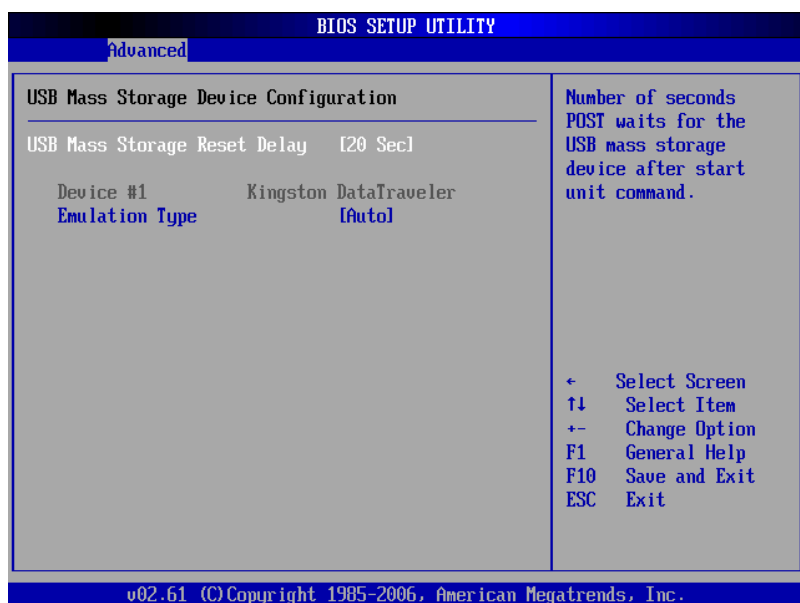 BIOS SETUP UTILITY
Advanced
USB Mass Storage Device Configuration
USB Mass Storage Reset Delay [20 Sec]
Device #1 Kingston DataTraveler
Emulation Type [Auto]
Number of seconds
POST waits for the
USB mass storage
device after start
unit command.
← Select Screen
↑↓ Select Item
+- Change Option
F1 General Help
F10 Save and Exit
ESC Exit
v02.61 (C)Copyright 1985-2006, American Megatrends, Inc.